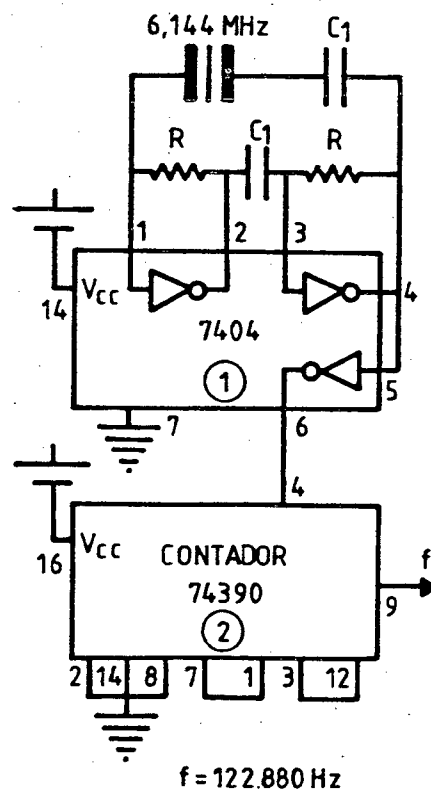 6,144 MHz C1
R C1 R
1 2 3
14 VCC 4
7404
1 5
7 6
4
16 VCC CONTADOR f
74390 9
2
2 14 8 7 1 3 12
f = 122.880 Hz